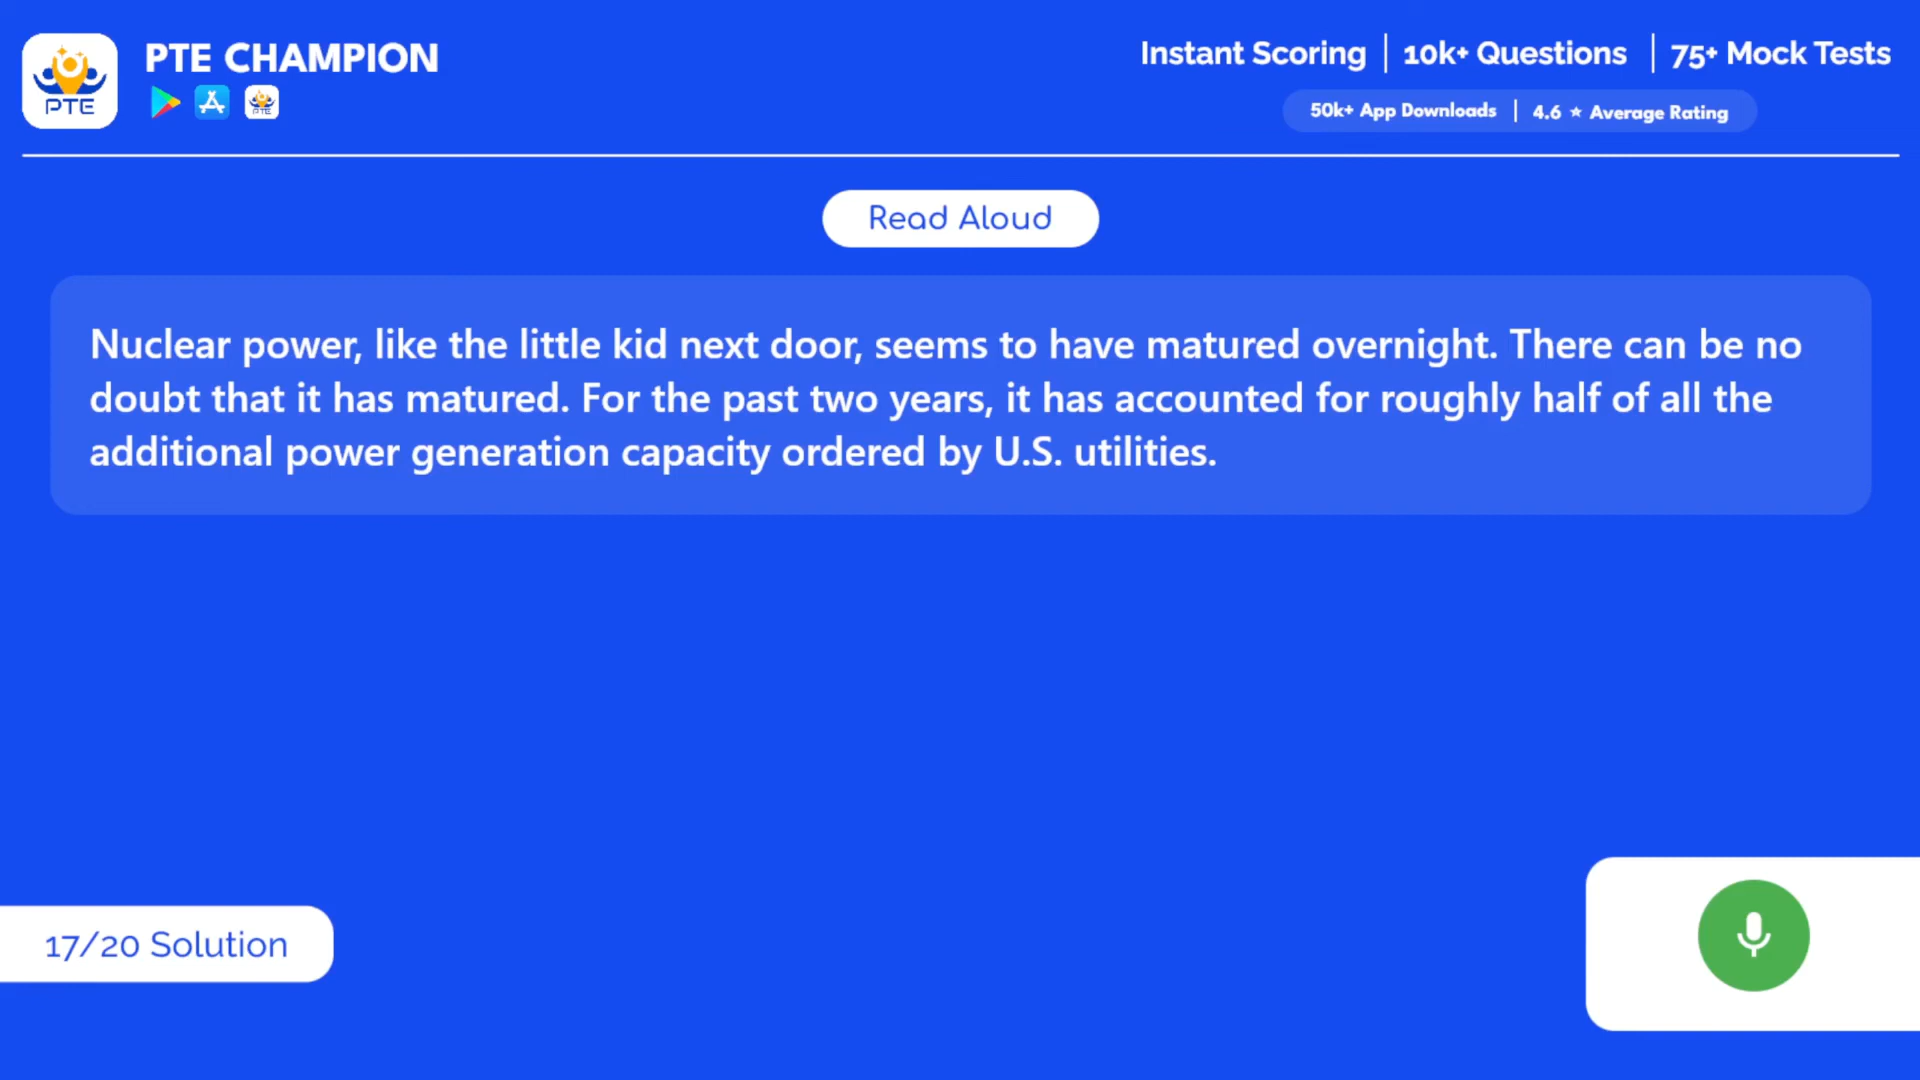 PTE CHAMPION
PTE
PTE
Instant Scoring | 10k+ Questions | 75+ Mock Tests
50k+ App Downloads | 4.6 ★ Average Rating
Read Aloud
Nuclear power, like the little kid next door, seems to have matured overnight. There can be no
doubt that it has matured. For the past two years, it has accounted for roughly half of all the
additional power generation capacity ordered by U.S. utilities.
17/20 Solution